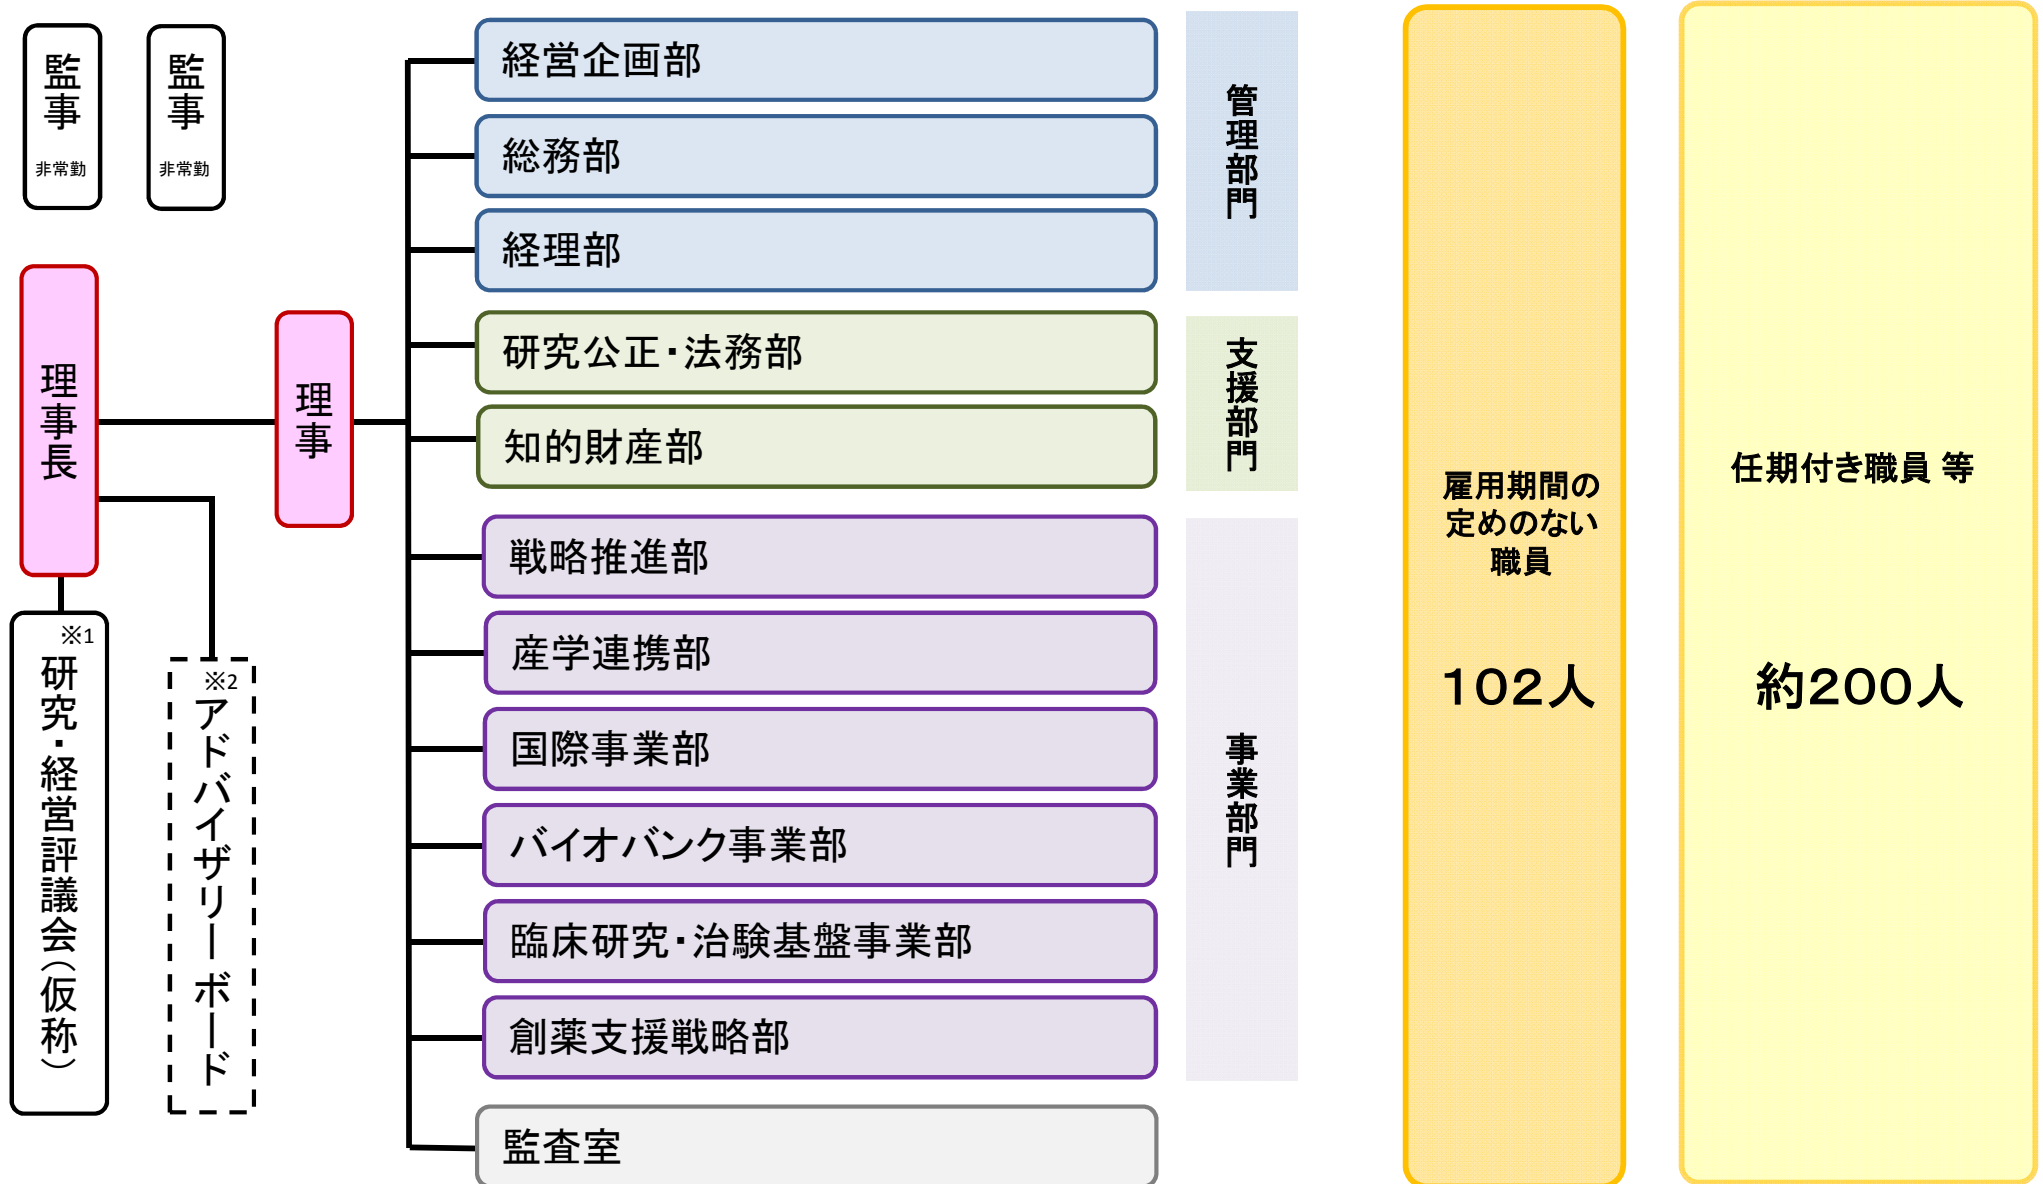 監事
非常勤
監事
非常勤
理事長
理事
※1
研究・経営評議会（仮称）
※2
アドバイザリーボード
経営企画部
総務部
経理部
研究公正・法務部
知的財産部
戦略推進部
産学連携部
国際事業部
バイオバンク事業部
臨床研究・治験基盤事業部
創薬支援戦略部
監査室
管理部門
支援部門
事業部門
雇用期間の
定めのない
職員
102人
任期付き職員 等
約200人